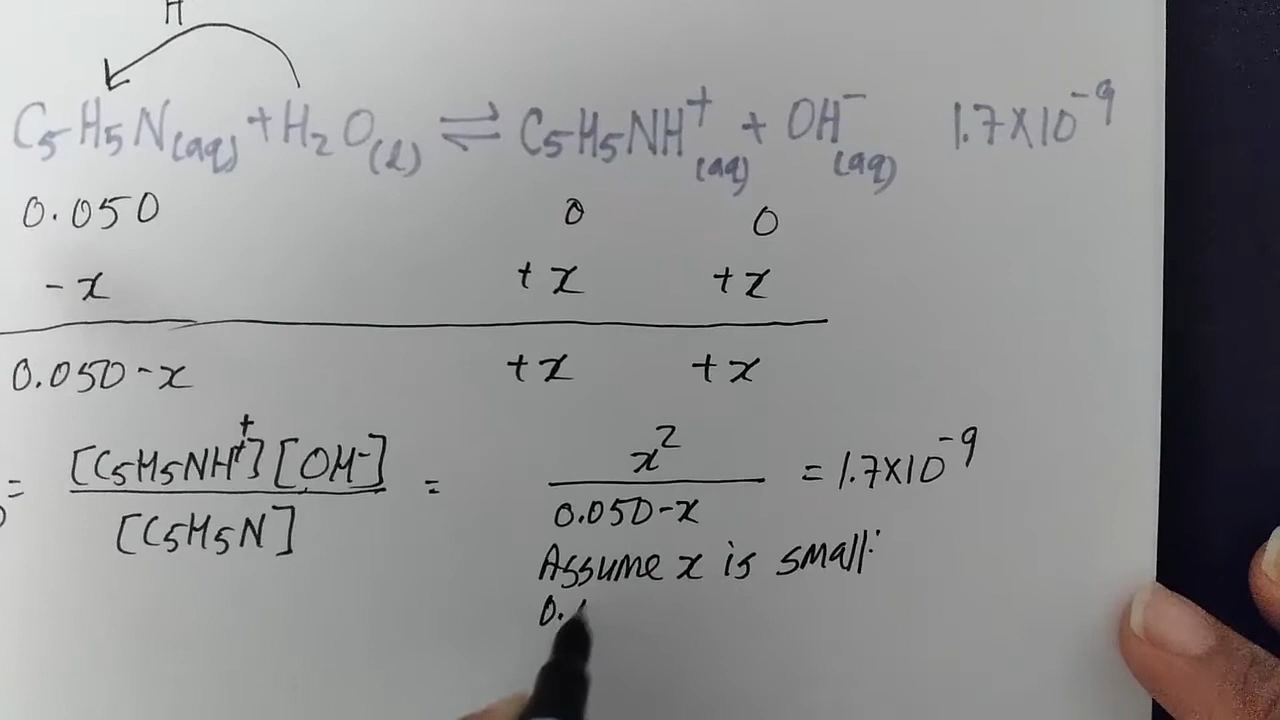 H
C₅H₅N(aq) + H₂O(l) ⇌ C₅H₅NH⁺(aq) + OH⁻(aq) 1.7×10⁻⁹
0.050 0 0
-x +x +x
0.050-x +x +x
= [C₅H₅NH⁺][OH⁻] / [C₅H₅N] = x² / 0.050-x = 1.7×10⁻⁹
Assume x is small:
0.